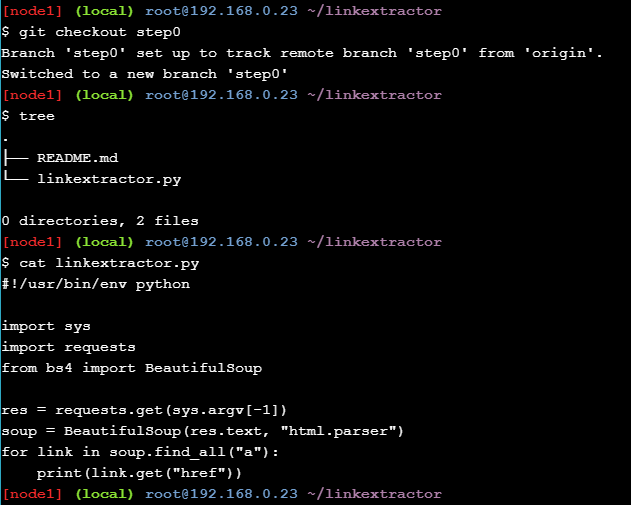 [node1] (local) root@192.168.0.23 ~/linkextractor
$ git checkout step0
Branch 'step0' set up to track remote branch 'step0' from 'origin'.
Switched to a new branch 'step0'
[node1] (local) root@192.168.0.23 ~/linkextractor
$ tree
.
├── README.md
└── linkextractor.py

0 directories, 2 files
[node1] (local) root@192.168.0.23 ~/linkextractor
$ cat linkextractor.py
#!/usr/bin/env python

import sys
import requests
from bs4 import BeautifulSoup

res = requests.get(sys.argv[-1])
soup = BeautifulSoup(res.text, "html.parser")
for link in soup.find_all("a"):
    print(link.get("href"))
[node1] (local) root@192.168.0.23 ~/linkextractor